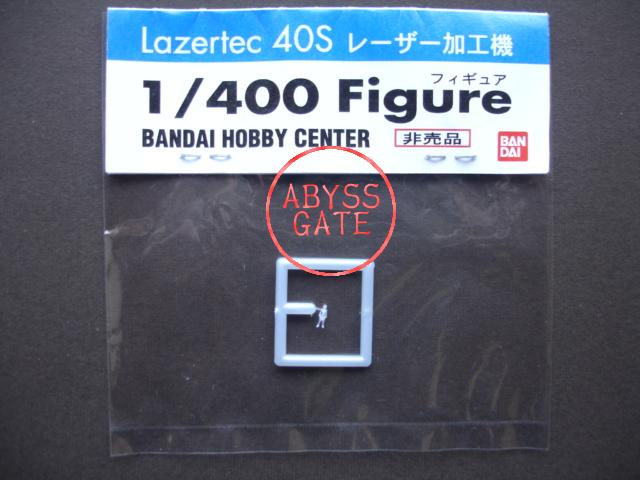 Lazertec 40S レーザー加工機
フィギュア
1/400 Figure
BANDAI HOBBY CENTER 非売品 BAN
DAI
ABYSS
GATE